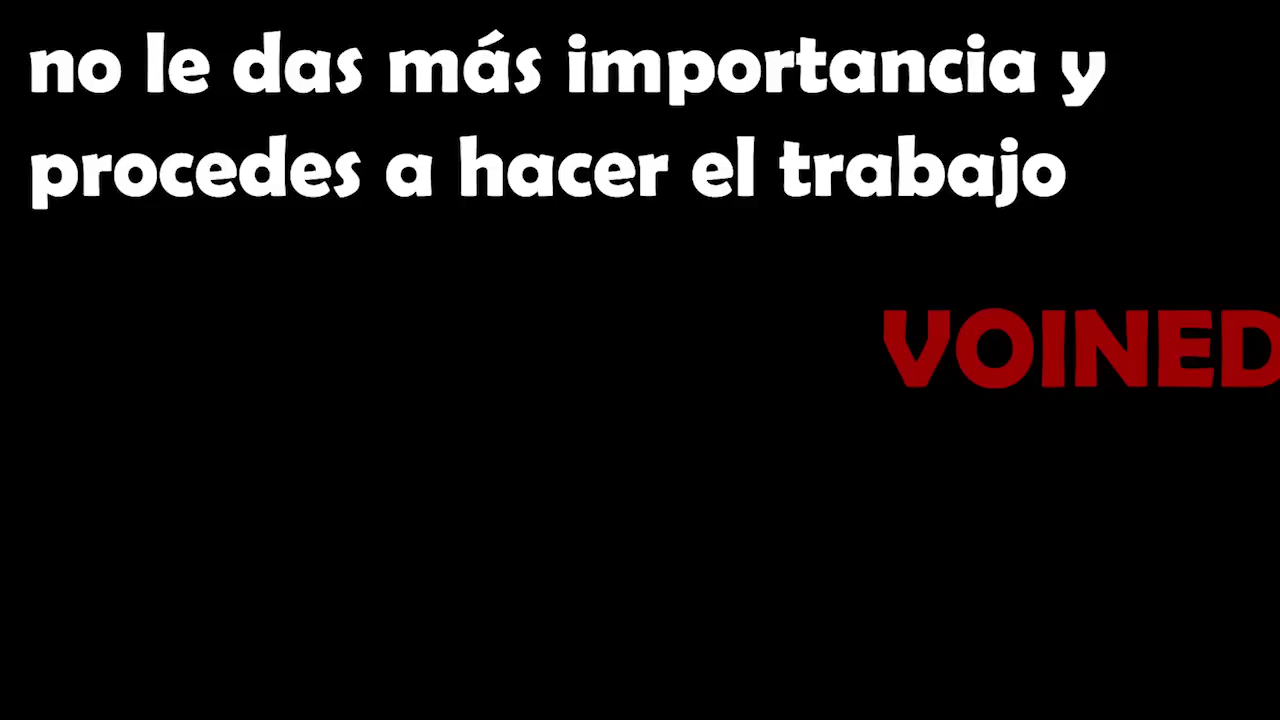 no le das más importancia y
procedes a hacer el trabajo
VOINED